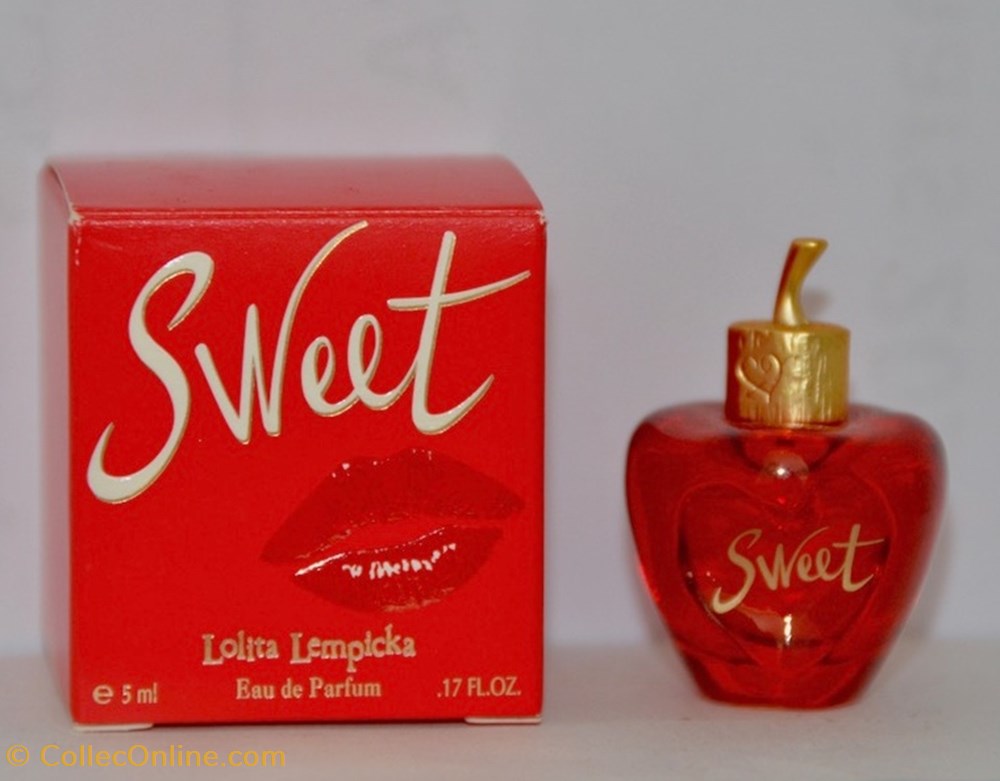 Sweet
Lolita Lempicka
Eau de Parfum
℮ 5 ml
.17 FL.OZ.
Sweet
© CollecOnline.com